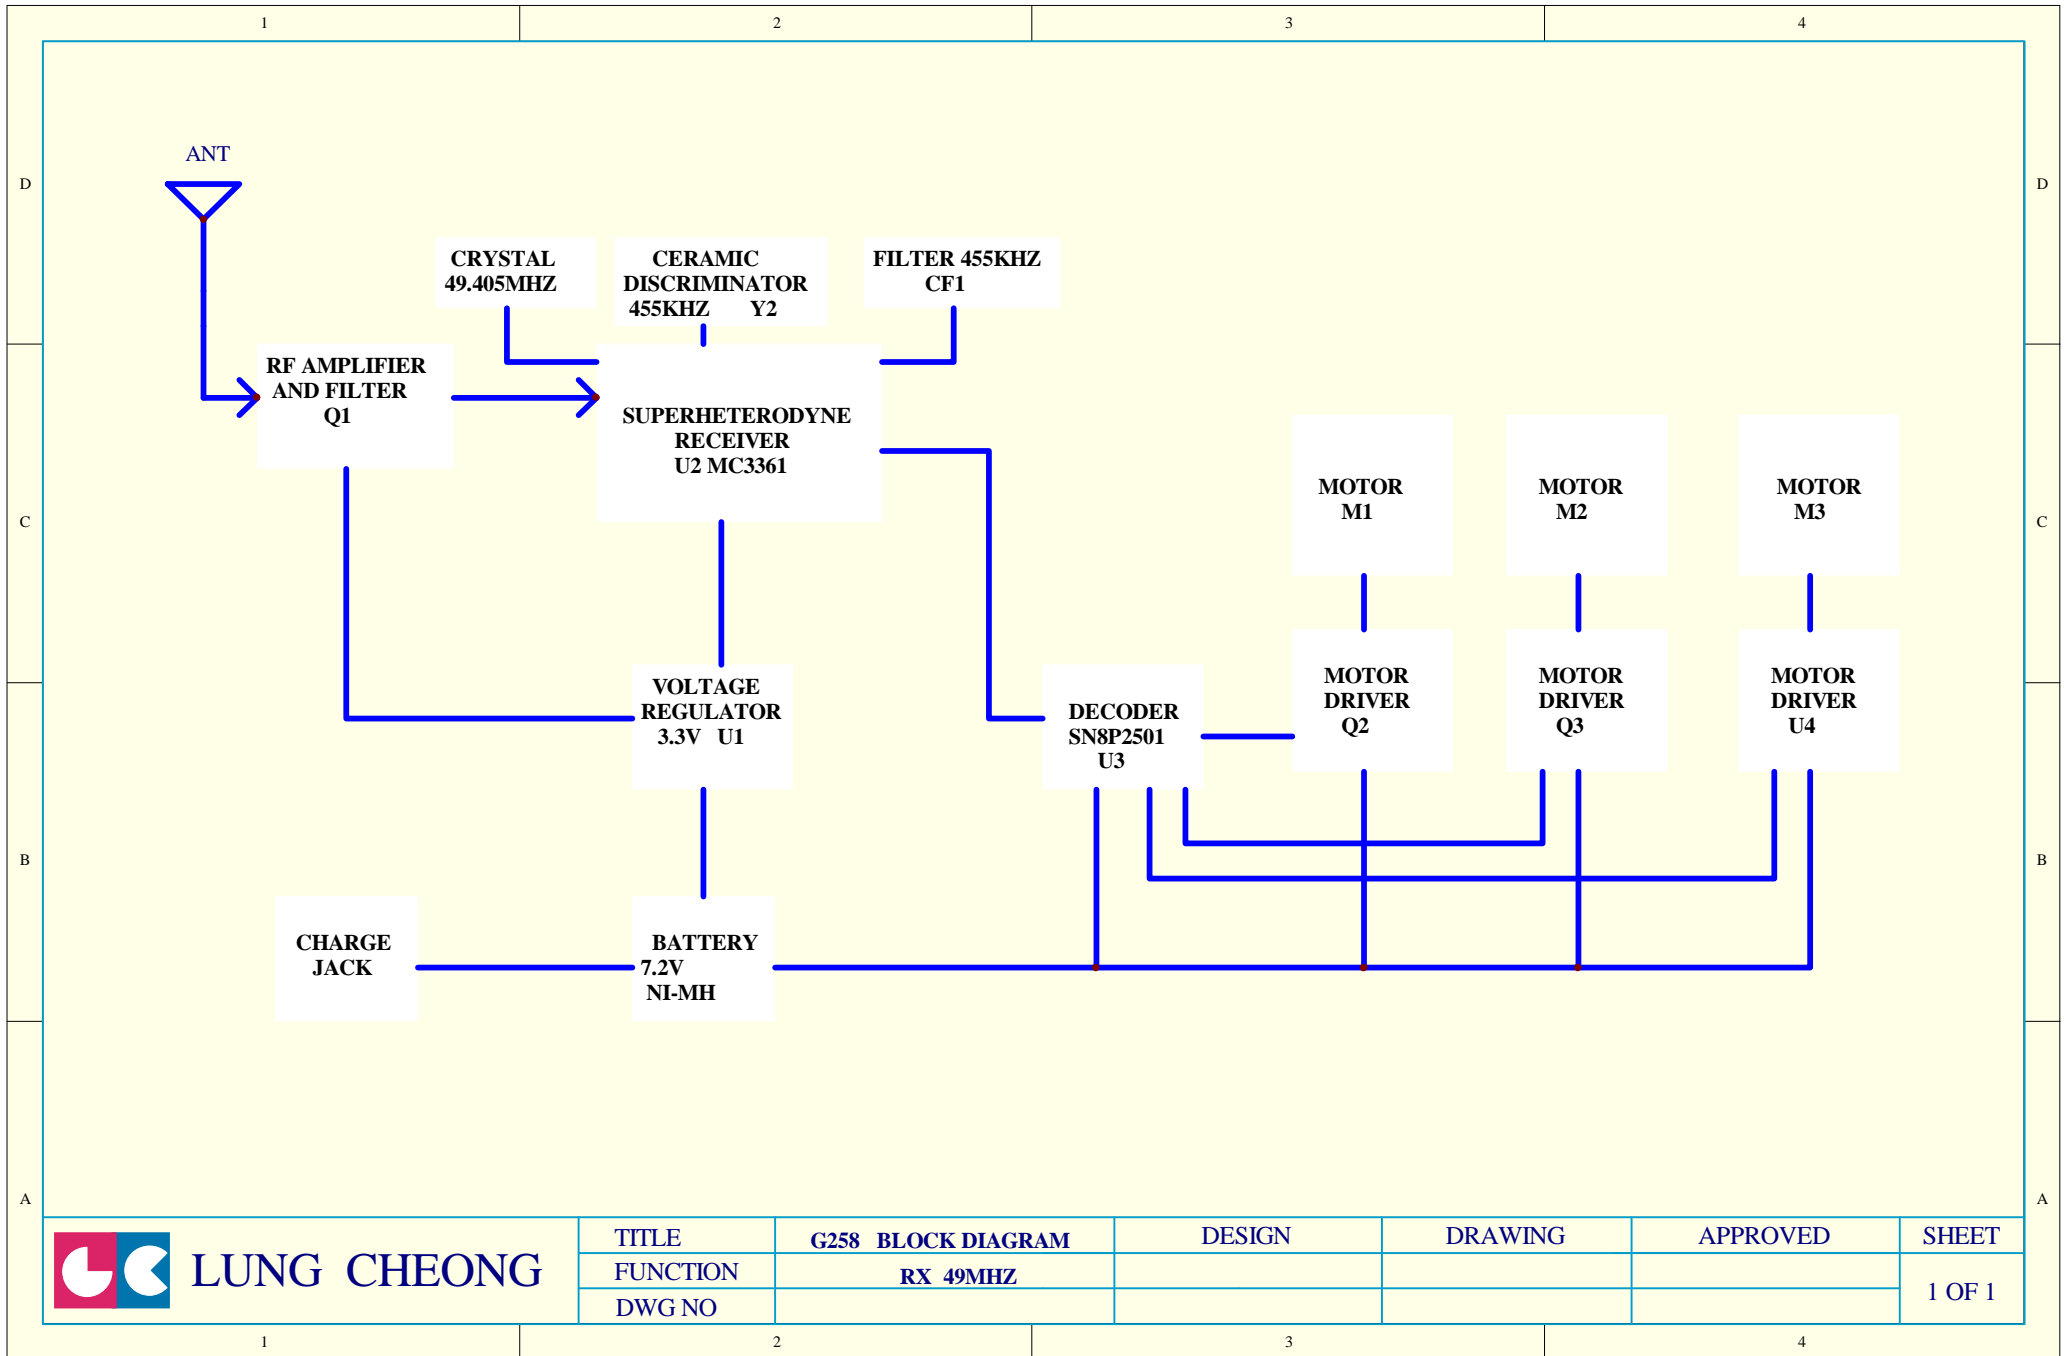 1 2 3 4
D D
ANT
CRYSTAL
49.405MHZ
CERAMIC
DISCRIMINATOR
455KHZ Y2
FILTER 455KHZ
CF1
RF AMPLIFIER
AND FILTER
Q1
SUPERHETERODYNE
RECEIVER
U2 MC3361
MOTOR
M1
MOTOR
M2
MOTOR
M3
C C
VOLTAGE
REGULATOR
3.3V U1
DECODER
SN8P2501
U3
MOTOR
DRIVER
Q2
MOTOR
DRIVER
Q3
MOTOR
DRIVER
U4
B B
CHARGE
JACK
BATTERY
7.2V
NI-MH
A A
LUNG CHEONG
TITLE G258 BLOCK DIAGRAM DESIGN DRAWING APPROVED SHEET
FUNCTION RX 49MHZ
DWG NO
1 OF 1
1 2 3 4